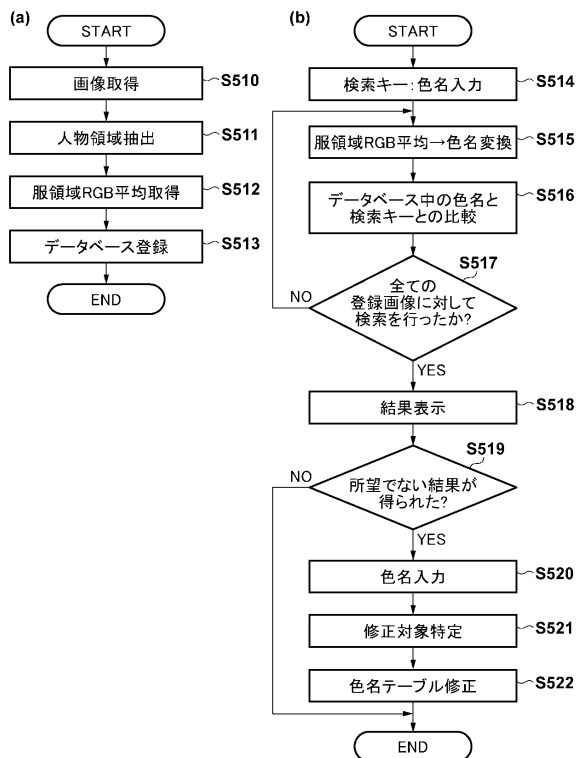 (a)
START
画像取得
S510
人物領域抽出
S511
服領域RGB平均取得
S512
データベース登録
S513
END
(b)
START
検索キー:色名入力
S514
服領域RGB平均→色名変換
S515
データベース中の色名と
検索キーとの比較
S516
S517
全ての
登録画像に対して
検索を行ったか?
NO
YES
結果表示
S518
S519
所望でない結果が
得られた?
NO
YES
色名入力
S520
修正対象特定
S521
色名テーブル修正
S522
END